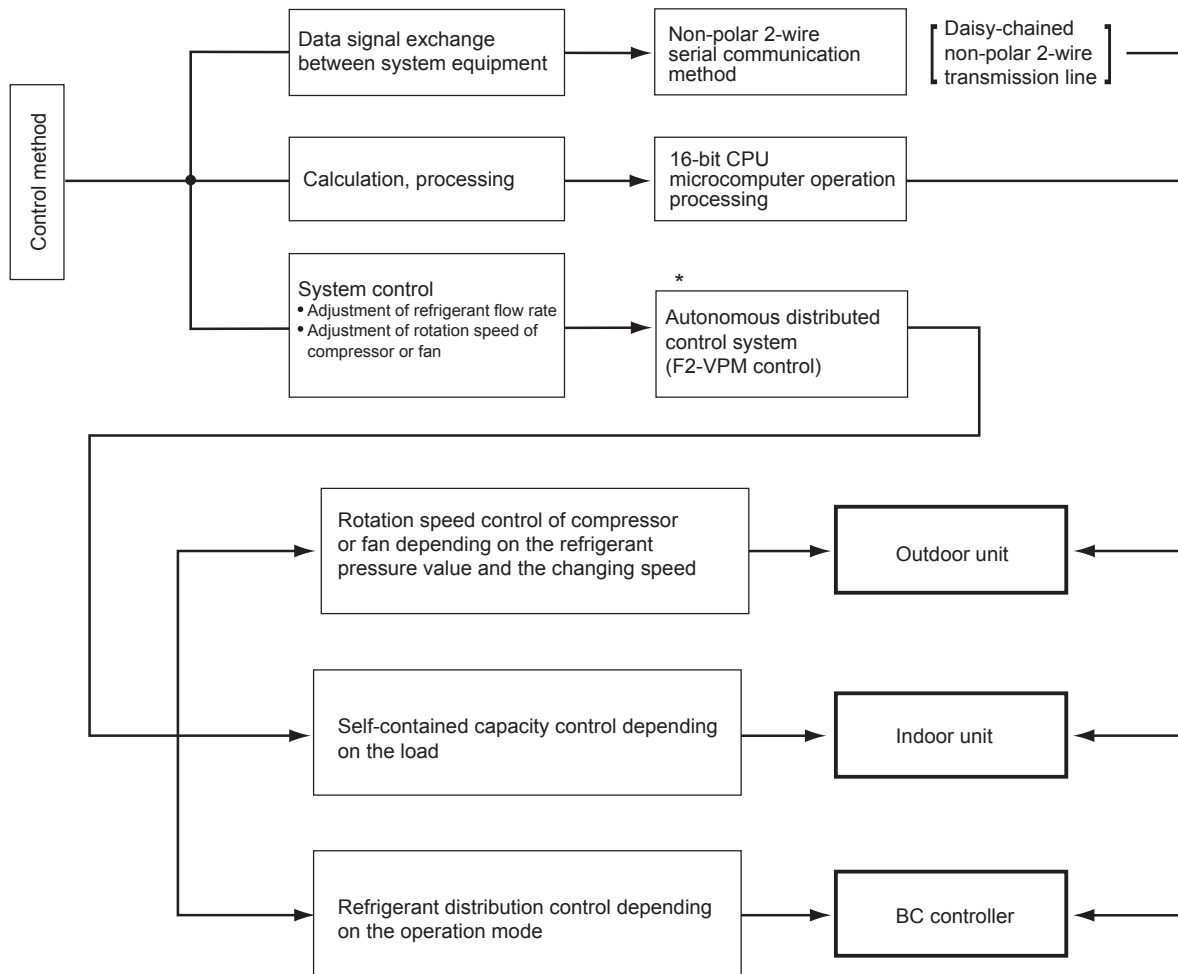 Control method
Data signal exchange
between system equipment
Non-polar 2-wire
serial communication
method
Daisy-chained
non-polar 2-wire
transmission line
Calculation, processing
16-bit CPU
microcomputer operation
processing
System control
• Adjustment of refrigerant flow rate
• Adjustment of rotation speed of
compressor or fan
*
Autonomous distributed
control system
(F2-VPM control)
Rotation speed control of compressor
or fan depending on the refrigerant
pressure value and the changing speed
Outdoor unit
Self-contained capacity control depending
on the load
Indoor unit
Refrigerant distribution control depending
on the operation mode
BC controller